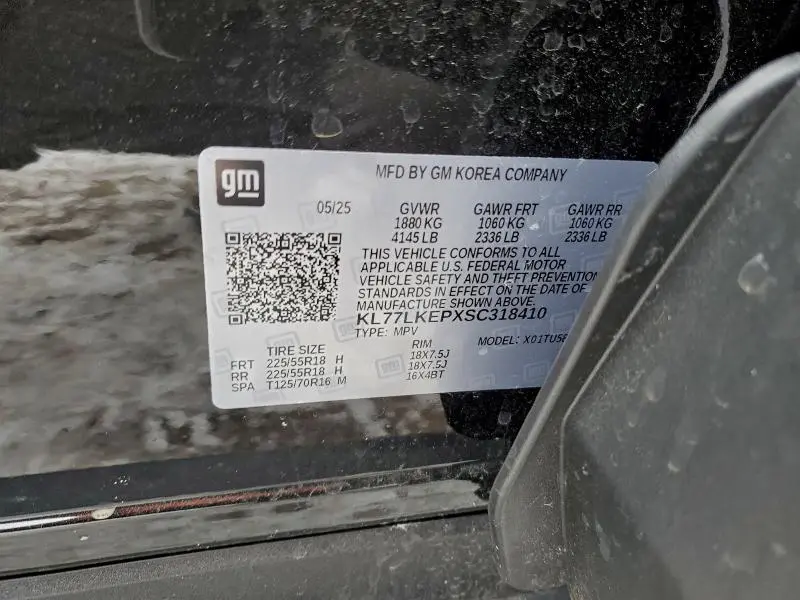 gm
MFD BY GM KOREA COMPANY
05/25 GVWR GAWR FRT GAWR RR
1880 KG 1060 KG 1060 KG
4145 LB 2336 LB 2336 LB
THIS VEHICLE CONFORMS TO ALL
APPLICABLE U.S. FEDERAL MOTOR
VEHICLE SAFETY AND THEFT PREVENTION
STANDARDS IN EFFECT ON THE DATE OF
MANUFACTURE SHOWN ABOVE.
KL77LKEPXSC318410
TYPE: MPV MODEL: X01TU58
TIRE SIZE RIM
FRT 225/55R18 H 18X7.5J
RR 225/55R18 H 18X7.5J
SPA T125/70R16 M 16X4BT